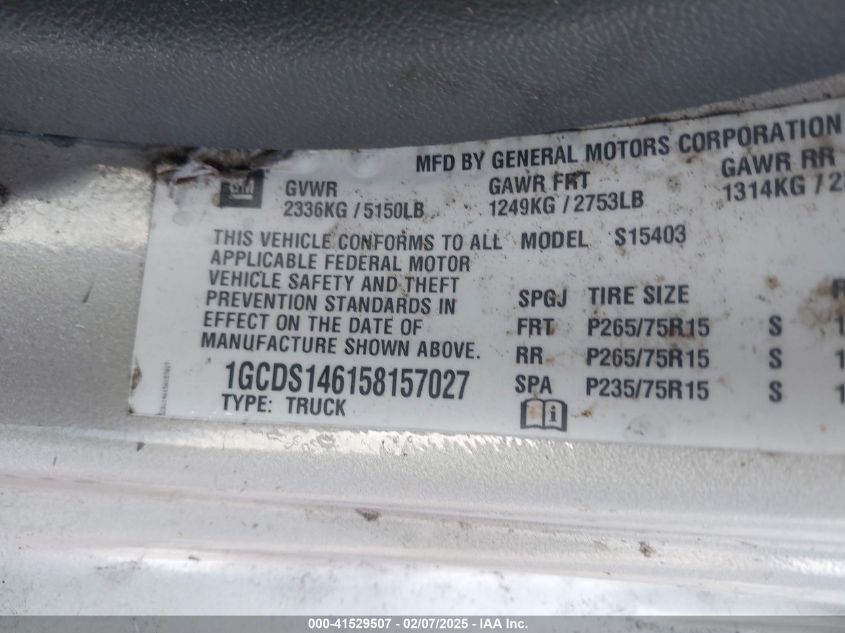 MFD BY GENERAL MOTORS CORPORATION
GM GVWR GAWR FRT GAWR RR
2336KG / 5150LB 1249KG / 2753LB 1314KG /
THIS VEHICLE CONFORMS TO ALL MODEL S15403
APPLICABLE FEDERAL MOTOR
VEHICLE SAFETY AND THEFT
PREVENTION STANDARDS IN
EFFECT ON THE DATE OF
MANUFACTURE SHOWN ABOVE.
1GCDS146158157027
TYPE: TRUCK
SPGJ TIRE SIZE
FRT P265/75R15 S
RR P265/75R15
SPA P235/75R15 S
000-41529507 - 02/07/2025 - IAA Inc.